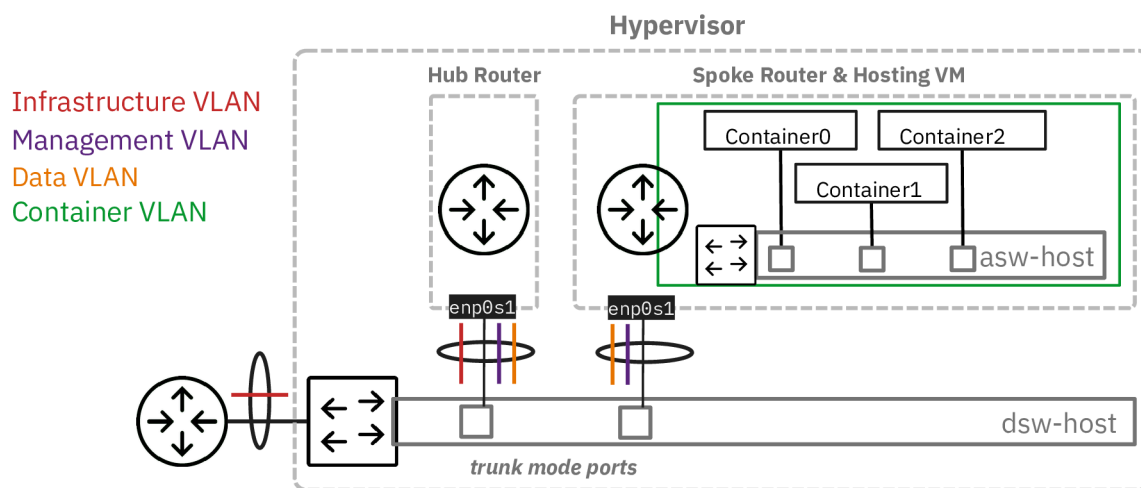 Hypervisor
Hub Router
Spoke Router & Hosting VM
Infrastructure VLAN
Management VLAN
Data VLAN
Container VLAN
Container0
Container2
Container1
asw-host
enp0s1
enp0s1
dsw-host
trunk mode ports